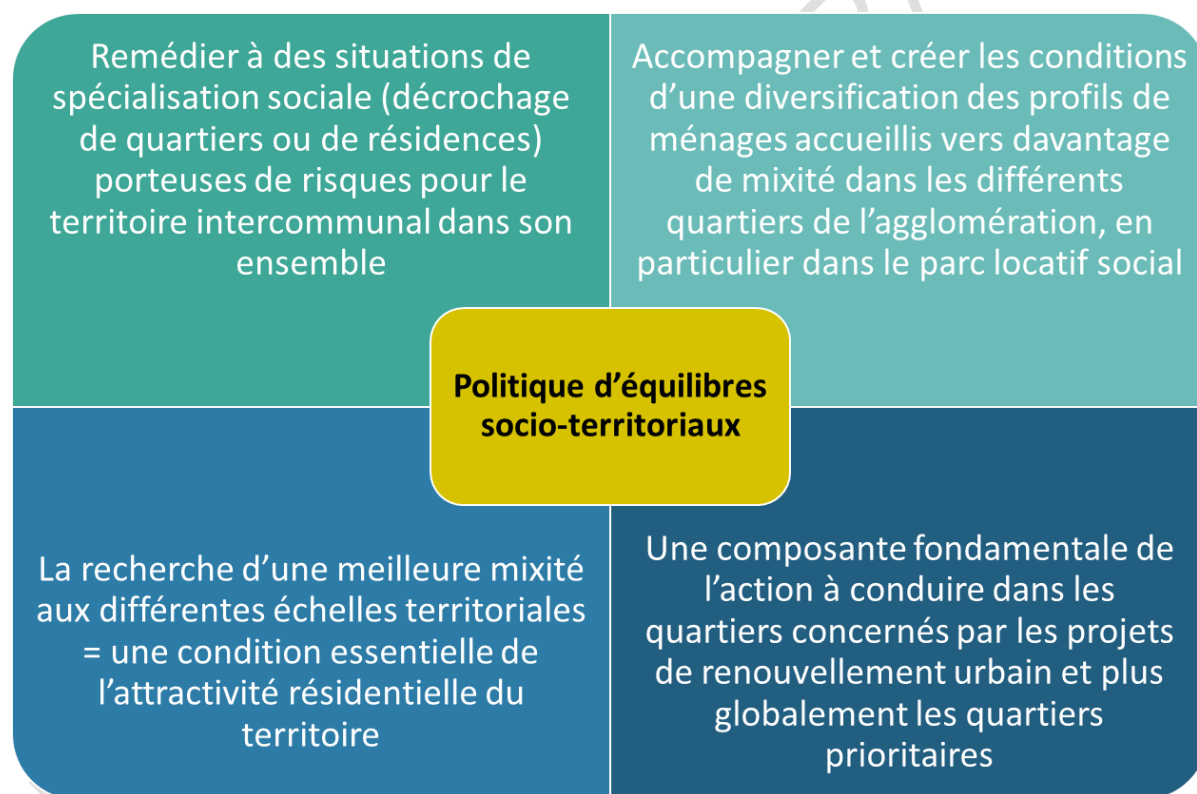 Remédier à des situations de
spécialisation sociale (décrochage
de quartiers ou de résidences)
porteuses de risques pour le
territoire intercommunal dans son
ensemble
Accompagner et créer les conditions
d’une diversification des profils de
ménages accueillis vers davantage
de mixité dans les différents
quartiers de l’agglomération, en
particulier dans le parc locatif social
Politique d’équilibres
socio-territoriaux
La recherche d’une meilleure mixité
aux différentes échelles territoriales
= une condition essentielle de
l’attractivité résidentielle du
territoire
Une composante fondamentale de
l’action à conduire dans les
quartiers concernés par les projets
de renouvellement urbain et plus
globalement les quartiers
prioritaires